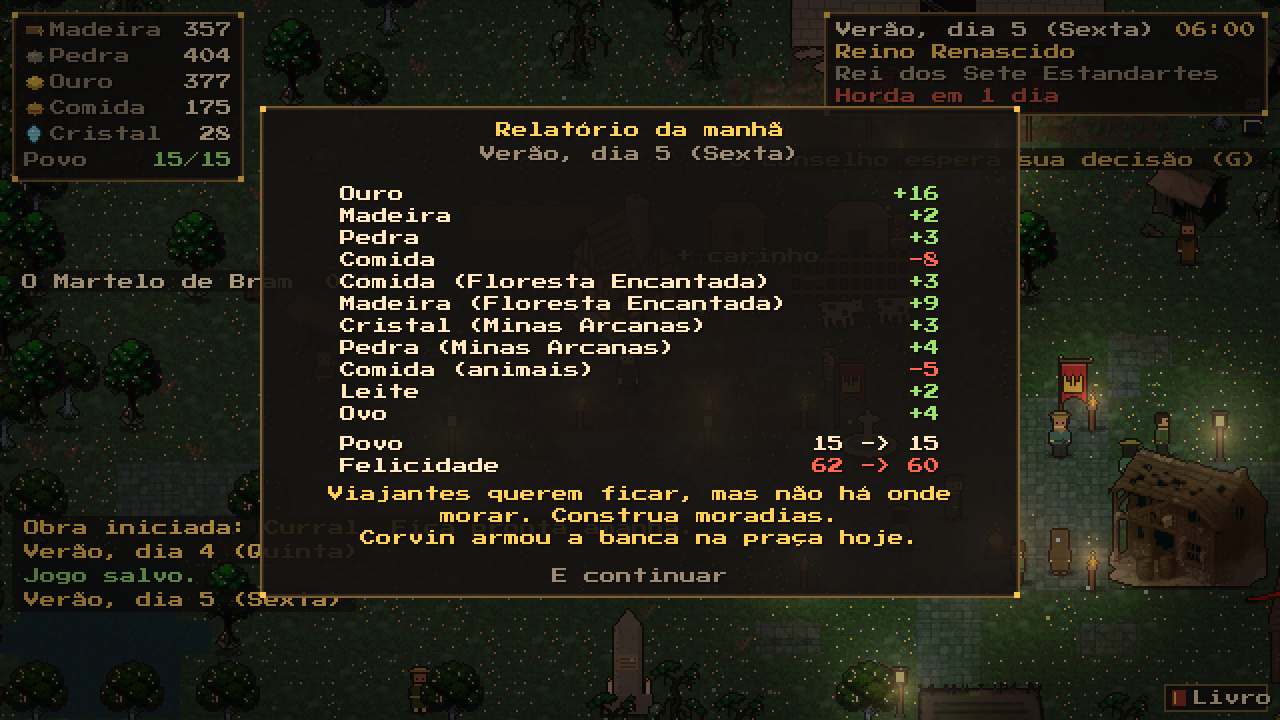 Madeira 357
Pedra 404
Ouro 377
Comida 175
Cristal 28
Povo 15/15
Verão, dia 5 (Sexta) 06:00
Reino Renascido
Rei dos Sete Estandartes
Horda em 1 dia
Conselho espera sua decisão (G)
Relatório da manhã
Verão, dia 5 (Sexta)
Ouro +16
Madeira +2
Pedra +3
+ carinho
Comida -8
Comida (Floresta Encantada) +3
Madeira (Floresta Encantada) +9
Cristal (Minas Arcanas) +3
Pedra (Minas Arcanas) +4
Comida (animais) -5
Leite +2
Ovo +4
Povo 15 -> 15
Felicidade 62 -> 60
Viajantes querem ficar, mas não há onde
morar. Construa moradias.
Corvin armou a banca na praça hoje.
E continuar
O Martelo de Bram
Obra iniciada: Curral.
Verão, dia 4 (Quinta)
Jogo salvo.
Verão, dia 5 (Sexta)
Livro